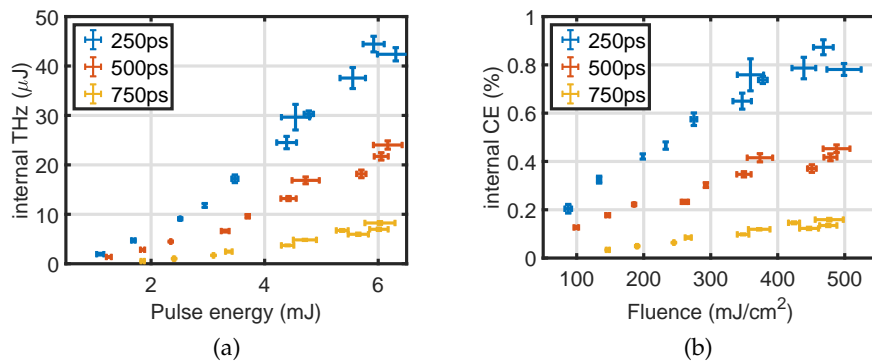 50
40
30
20
10
0
internal THz (μJ)
250ps
500ps
750ps
2
4
6
Pulse energy (mJ)
(a)
1
0.8
0.6
0.4
0.2
0
internal CE (%)
250ps
500ps
750ps
100
200
300
400
500
Fluence (mJ/cm²)
(b)